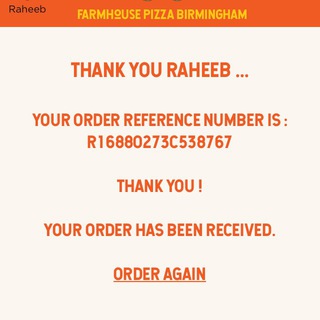 Raheeb
FARMHOUSE PIZZA BIRMINGHAM
THANK YOU RAHEEB ...
YOUR ORDER REFERENCE NUMBER IS :
R16880273C538767
THANK YOU !
YOUR ORDER HAS BEEN RECEIVED.
ORDER AGAIN